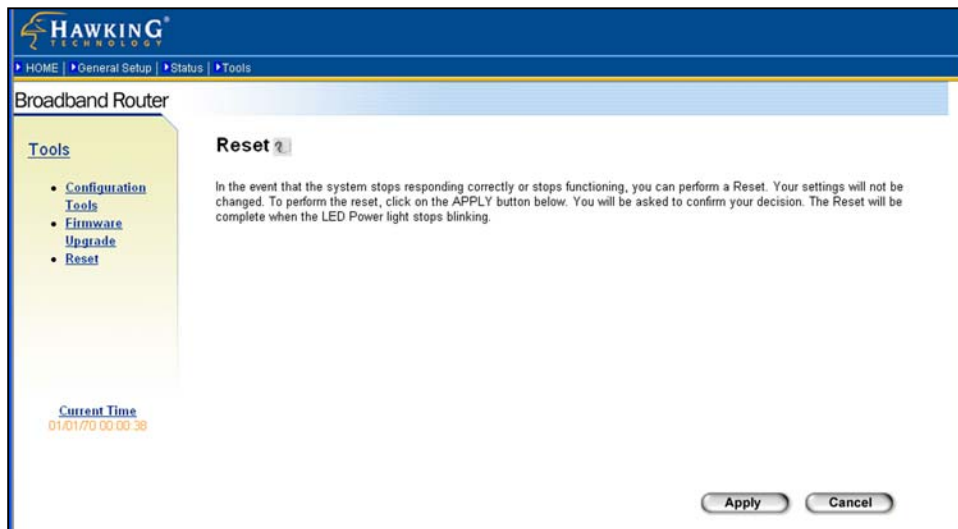 HAWKING®
TECHNOLOGY
HOME | General Setup | Status | Tools
Broadband Router
Tools
• Configuration
Tools
• Firmware
Upgrade
• Reset
Current Time
01/01/70 00:00:38
Reset ?
In the event that the system stops responding correctly or stops functioning, you can perform a Reset. Your settings will not be
changed. To perform the reset, click on the APPLY button below. You will be asked to confirm your decision. The Reset will be
complete when the LED Power light stops blinking.
Apply
Cancel